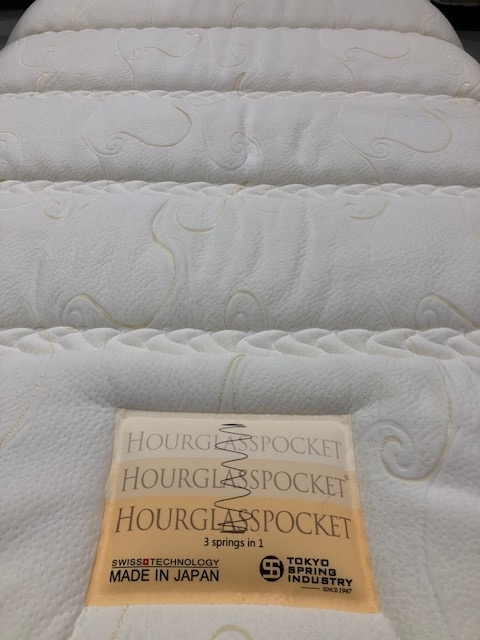 HOURGLASSPOCKET
HOURGLASSPOCKET®
HOURGLASSPOCKET
3 springs in 1
SWISS TECHNOLOGY
MADE IN JAPAN
TOKYO
SPRING
INDUSTRY
SINCE 1947